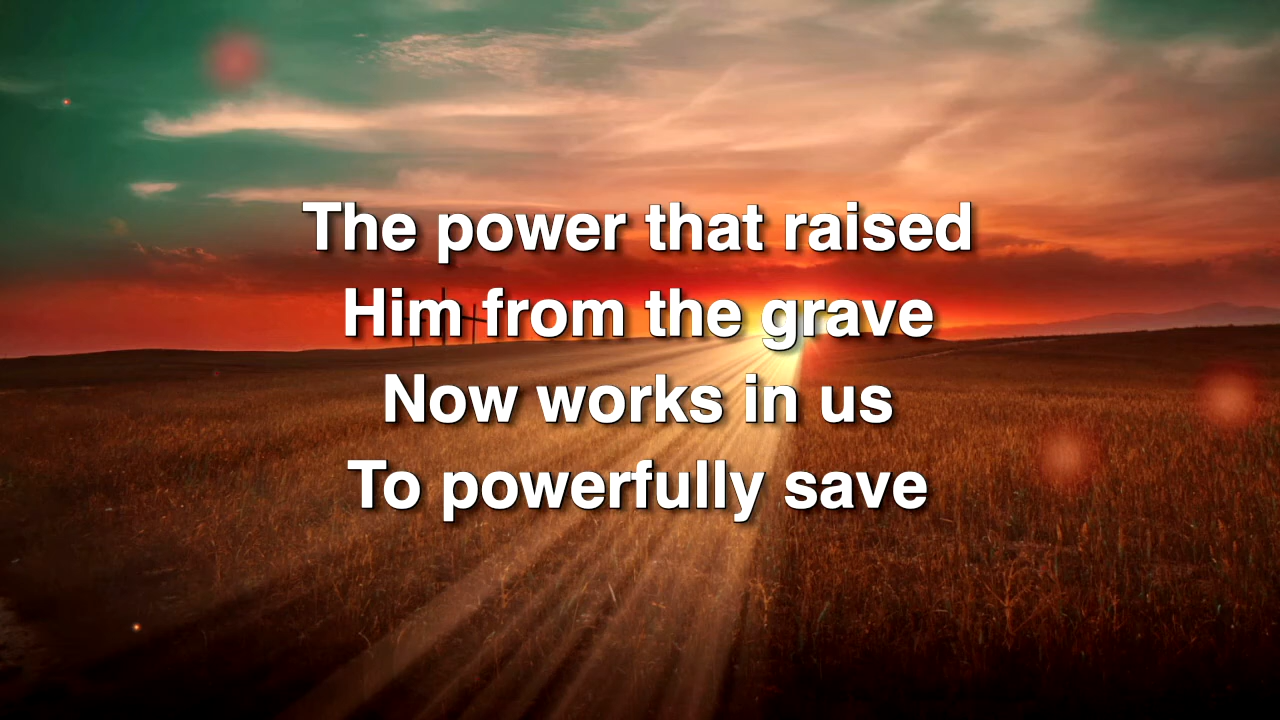 The power that raised
Him from the grave
Now works in us
To powerfully save